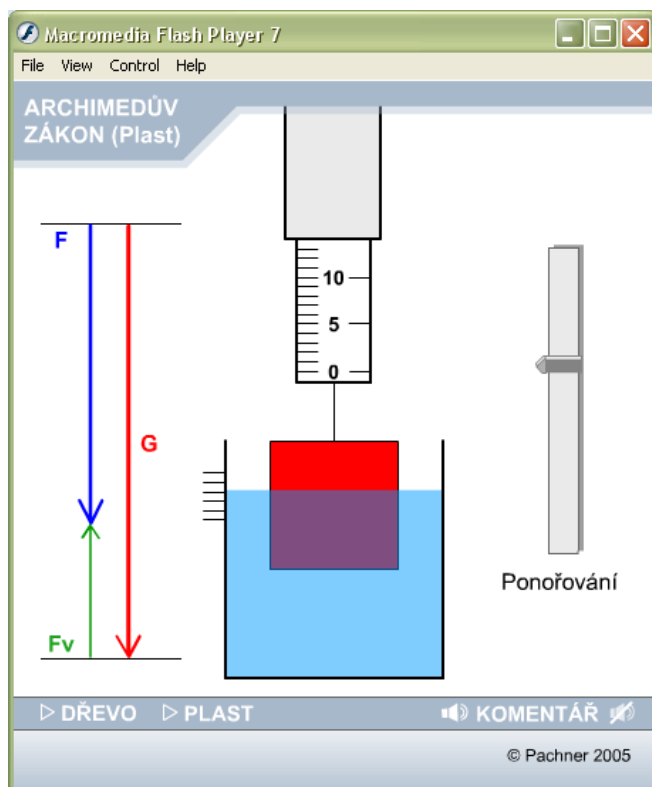 Macromedia Flash Player 7
File View Control Help
ARCHIMEDŮV
ZÁKON (Plast)
F
10
5
0
G
Fv
Ponořování
DŘEVO PLAST KOMENTÁŘ
© Pachner 2005